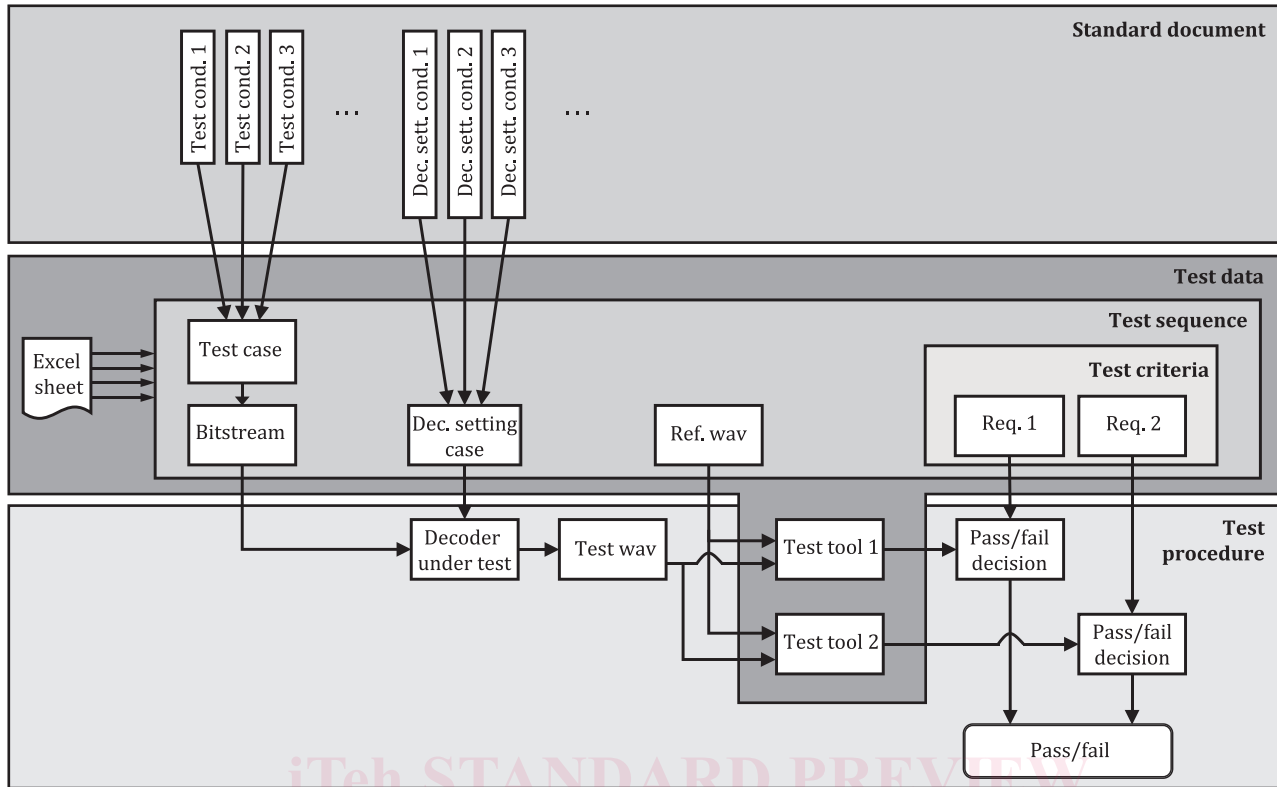 Standard document
Test cond. 1
Test cond. 2
Test cond. 3
...
Dec. sett. cond. 1
Dec. sett. cond. 2
Dec. sett. cond. 3
...
Test data
Test sequence
Test criteria
Excel
sheet
Test case
Bitstream
Dec. setting
case
Ref. wav
Req. 1
Req. 2
Test
procedure
Decoder
under test
Test wav
Test tool 1
Pass/fail
decision
Test tool 2
Pass/fail
decision
Pass/fail
iTeh STANDARD PREVIEW